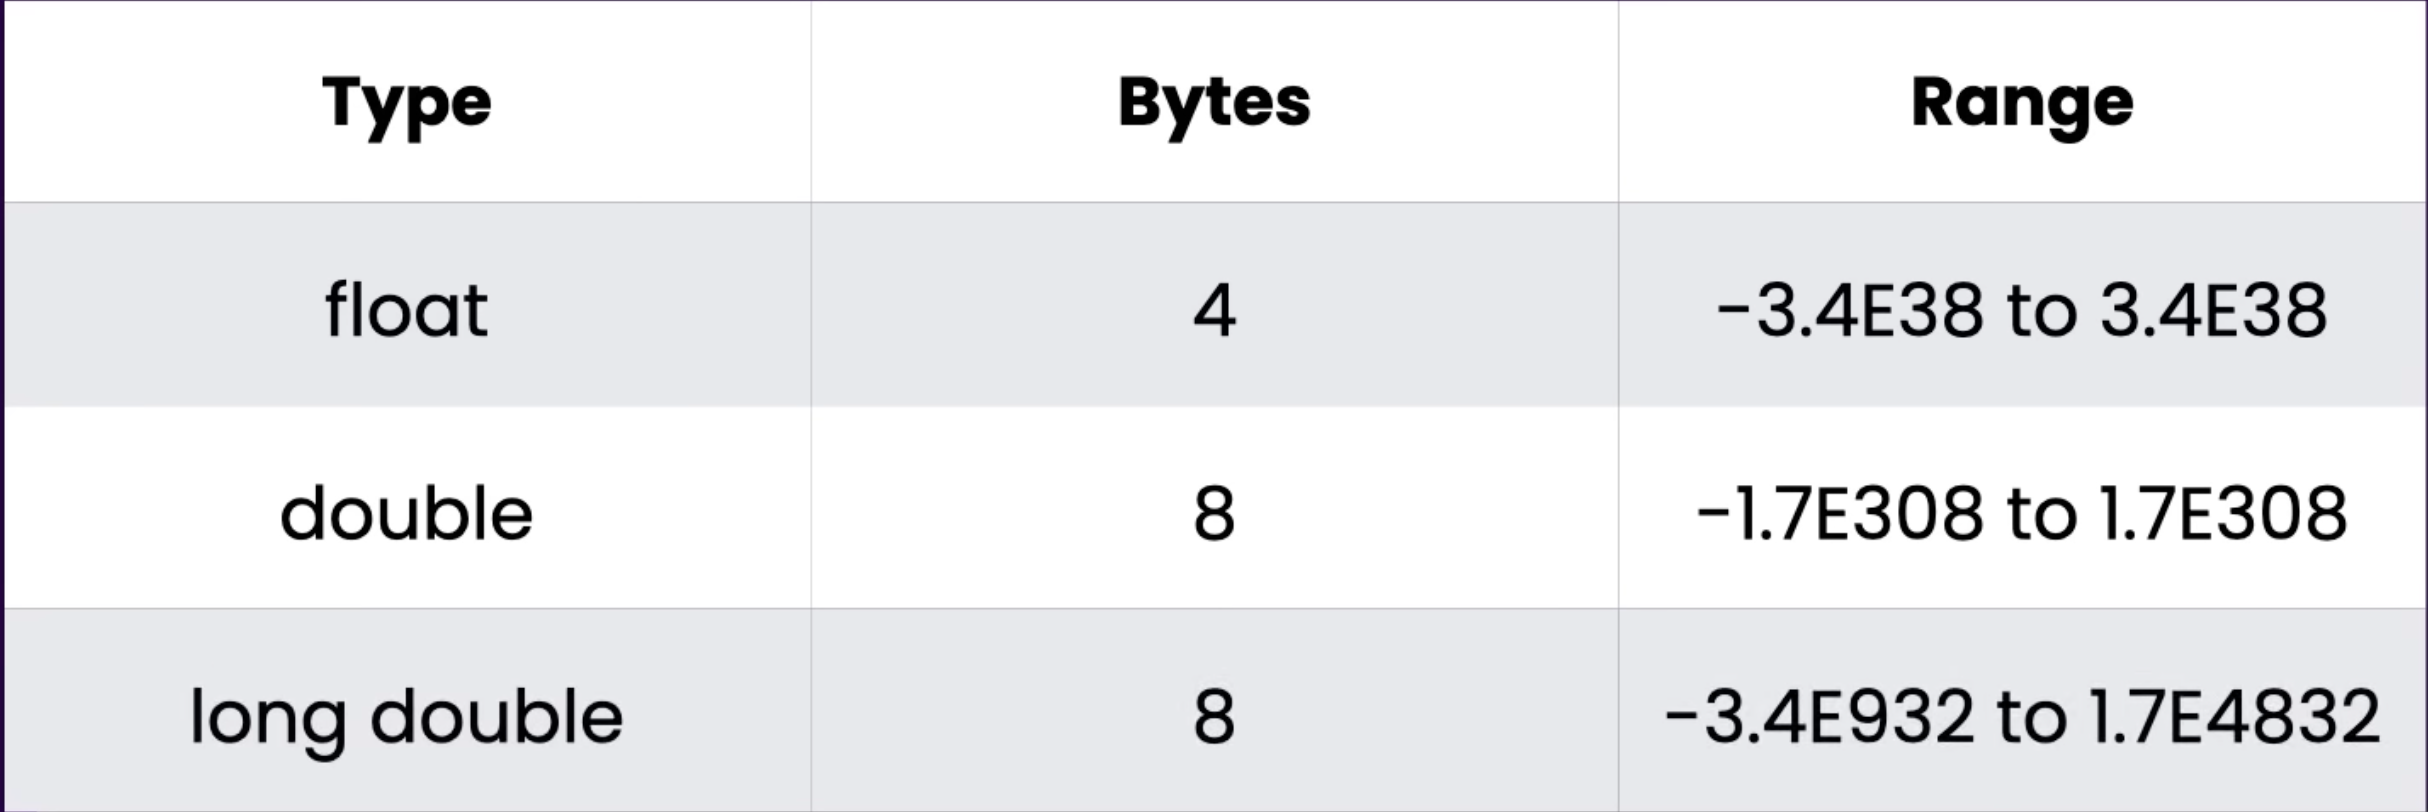 Type Bytes Range
float 4 -3.4E38 to 3.4E38
double 8 -1.7E308 to 1.7E308
long double 8 -3.4E932 to 1.7E4832